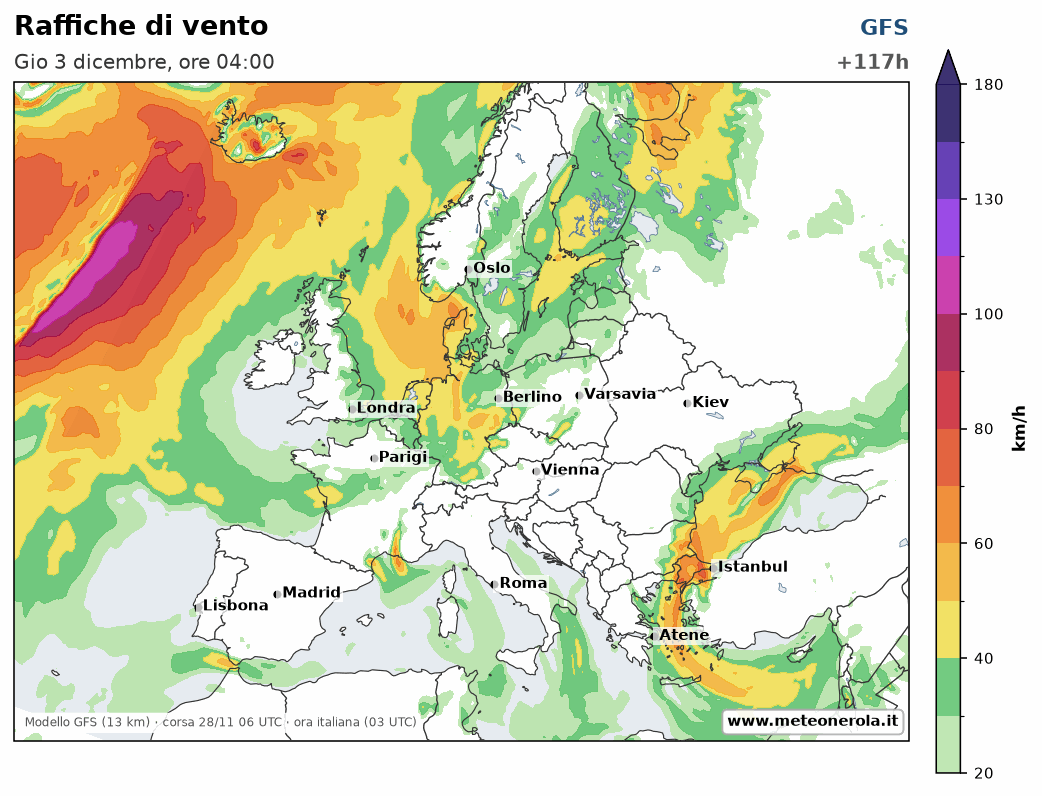 Raffiche di vento
GFS
Gio 3 dicembre, ore 04:00
+117h
180
130
100
80
60
40
20
km/h
Oslo
Berlino
Varsavia
Kiev
Londra
Parigi
Vienna
Istanbul
Madrid
Roma
Lisbona
Atene
Modello GFS (13 km) · corsa 28/11 06 UTC · ora italiana (03 UTC)
www.meteonerola.it